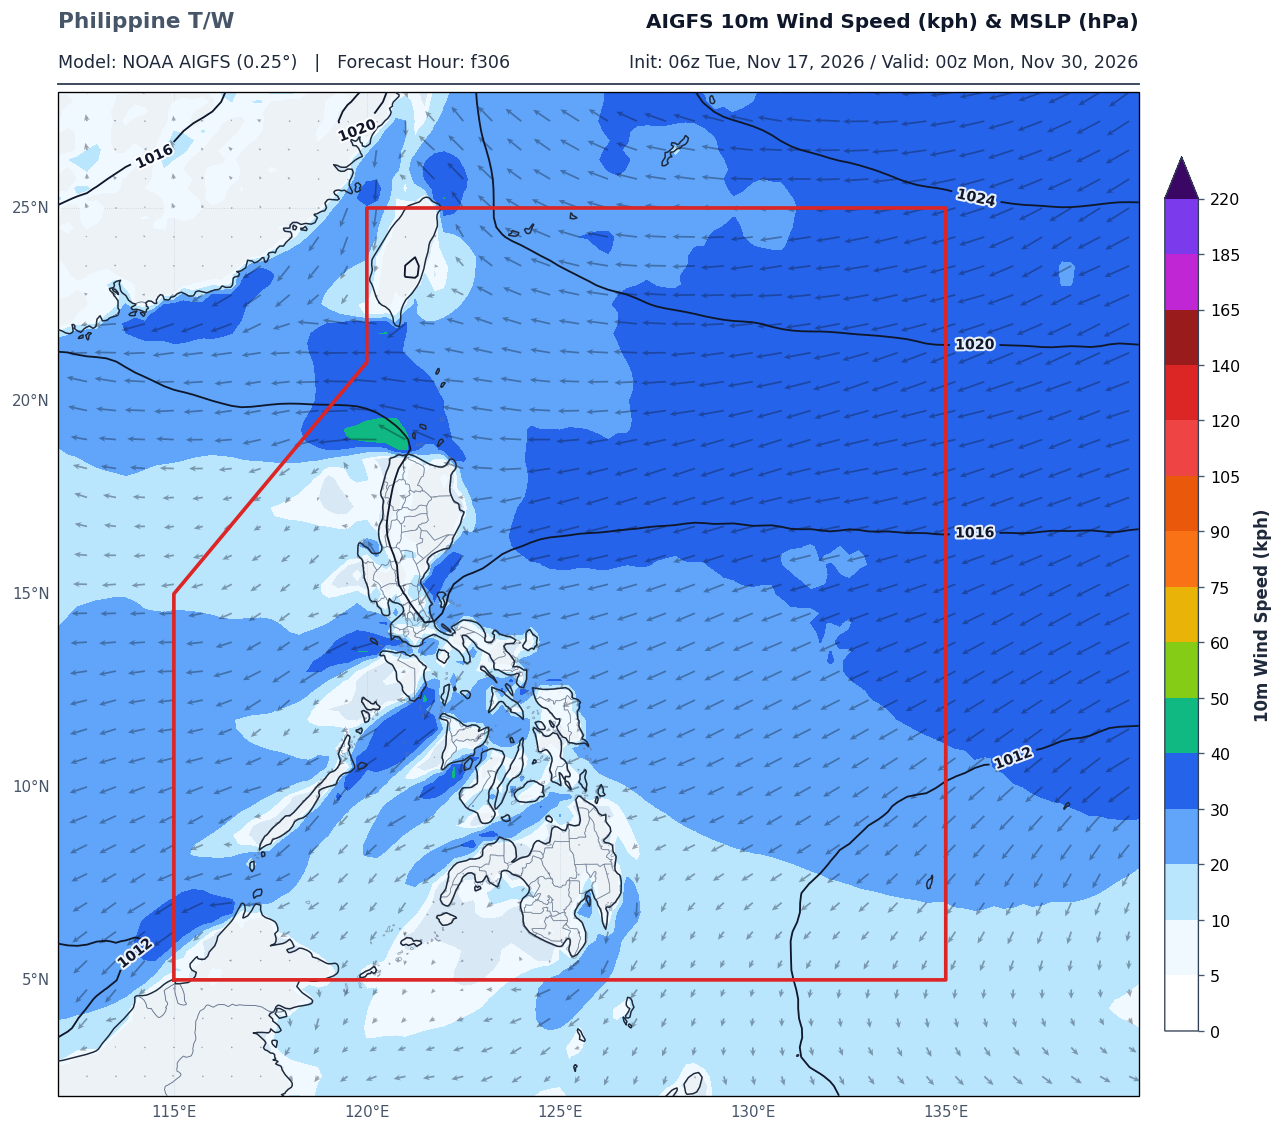 Philippine T/W
AIGFS 10m Wind Speed (kph) & MSLP (hPa)
Model: NOAA AIGFS (0.25°) | Forecast Hour: f306
Init: 06z Tue, Nov 17, 2026 / Valid: 00z Mon, Nov 30, 2026
1016
1020
1024
1020
1016
1012
1012
25°N
20°N
15°N
10°N
5°N
115°E
120°E
125°E
130°E
135°E
220
185
165
140
120
105
90
75
60
50
40
30
20
10
5
0
10m Wind Speed (kph)